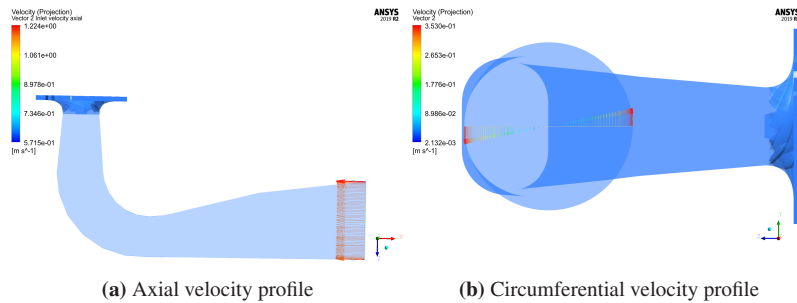 Velocity (Projection)
Vector 2 Inlet velocity axial
1.224e+00
1.061e+00
8.978e-01
7.346e-01
5.715e-01
[m s^-1]
ANSYS
2019 R2
X
Velocity (Projection)
Vector 2
3.530e-01
2.653e-01
1.776e-01
8.986e-02
2.132e-03
[m s^-1]
ANSYS
2019 R2
Y
Z
(a) Axial velocity profile
(b) Circumferential velocity profile